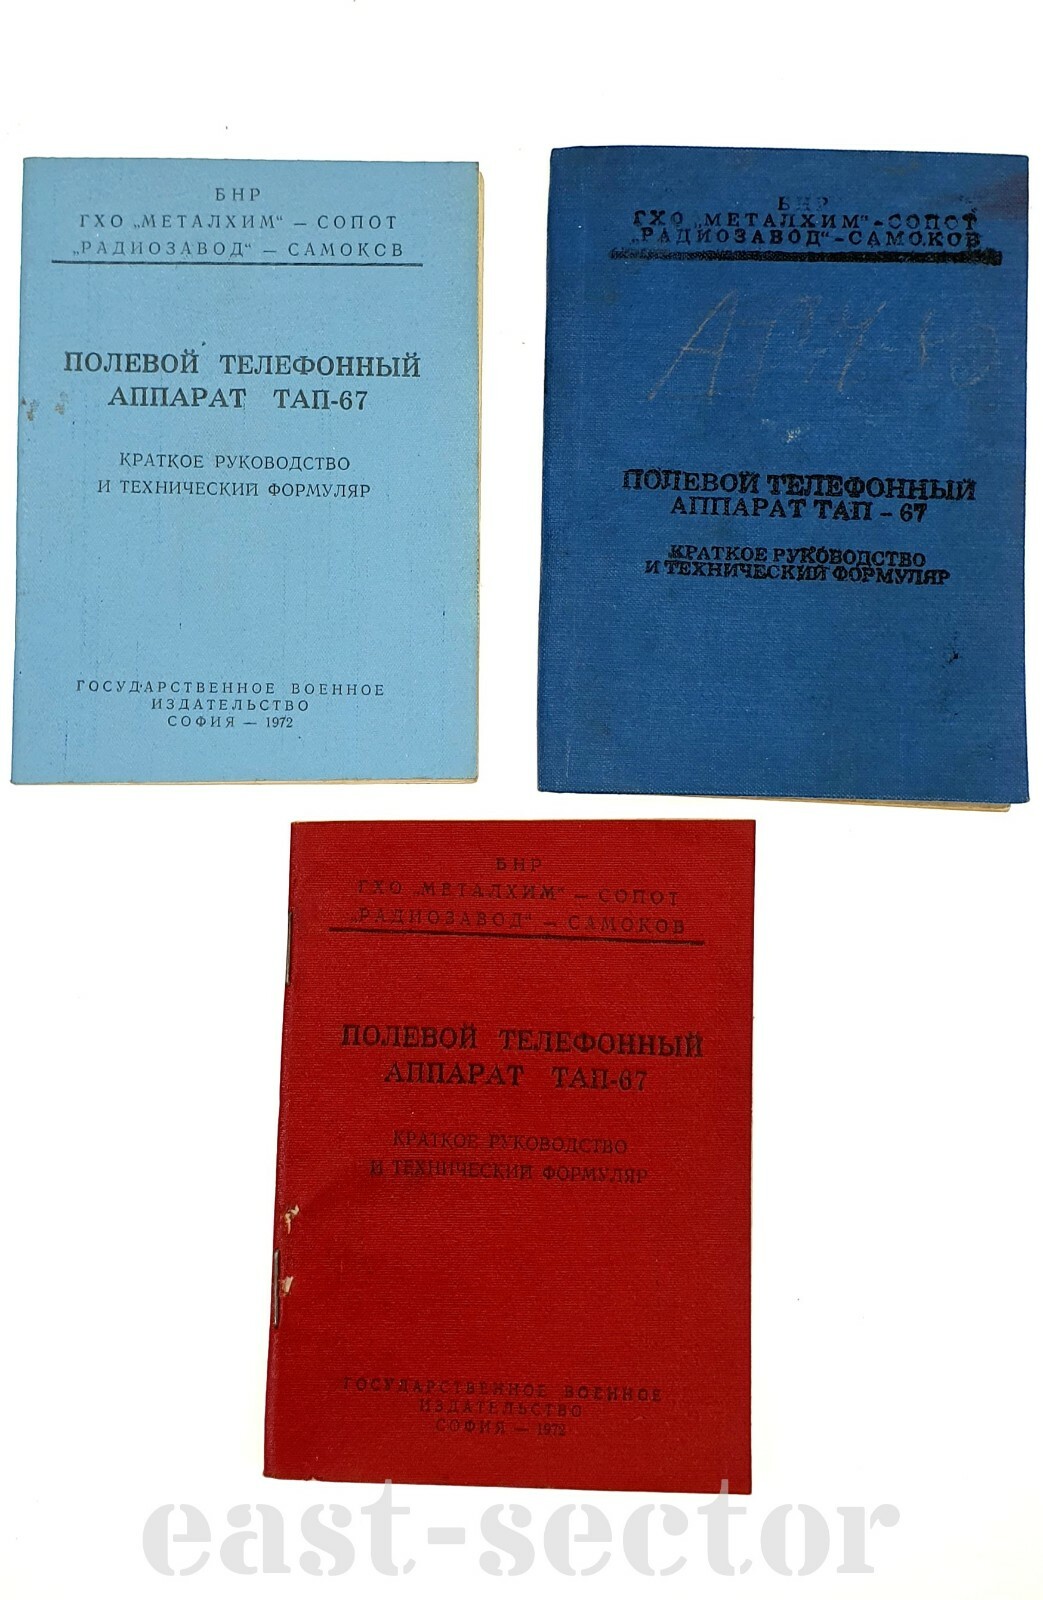 БНР
ГХО „МЕТАЛХИМ“ — СОПОТ
„РАДИОЗАВОД“ — САМОКСВ
ПОЛЕВОЙ ТЕЛЕФОННЫЙ
АППАРАТ ТАП-67
КРАТКОЕ РУКОВОДСТВО
И ТЕХНИЧЕСКИЙ ФОРМУЛЯР
ГОСУДАРСТВЕННОЕ ВОЕННОЕ
ИЗДАТЕЛЬСТВО
СОФИЯ — 1972
БНР
ГХО „МЕТАЛХИМ“ - СОПОТ
„РАДИОЗАВОД“ - САМОКОВ
ПОЛЕВОЙ ТЕЛЕФОННЫЙ
АППАРАТ ТАП - 67
КРАТКОЕ РУКОВОДСТВО
И ТЕХНИЧЕСКИЙ ФОРМУЛЯР
БНР
ГХО „МЕТАЛХИМ“ — СОПОТ
„РАДИОЗАВОД“ — САМОКОВ
ПОЛЕВОЙ ТЕЛЕФОННЫЙ
АППАРАТ ТАП-67
КРАТКОЕ РУКОВОДСТВО
И ТЕХНИЧЕСКИЙ ФОРМУЛЯР
ГОСУДАРСТВЕННОЕ ВОЕННОЕ
ИЗДАТЕЛЬСТВО
СОФИЯ — 1972
east-sector